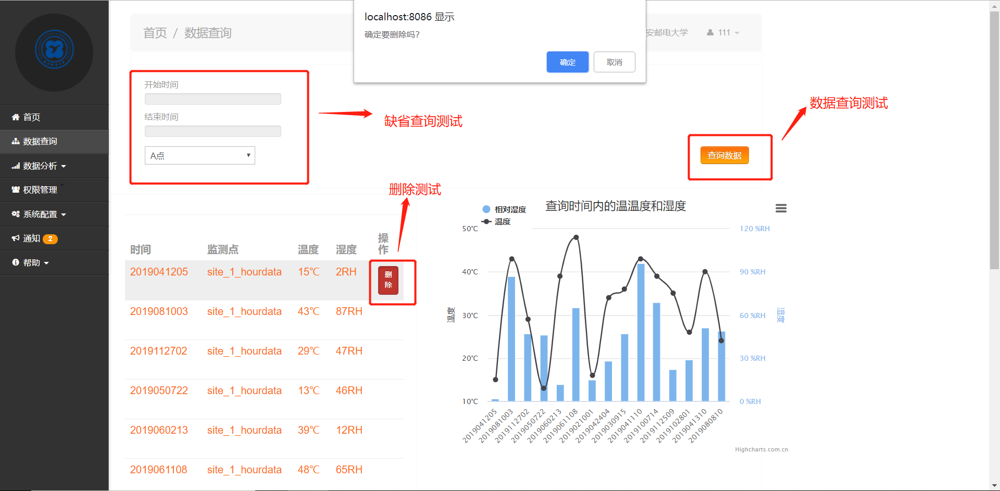 localhost:8086 显示
确定要删除吗?
确定
取消
首页 / 数据查询
安邮电大学
111
首页
数据查询
数据分析
权限管理
系统配置
通知 2
帮助
开始时间
结束时间
A点
缺省查询测试
数据查询测试
查询数据
删除测试
时间 监测点 温度 湿度 操作
2019041205 site_1_hourdata 15℃ 2RH 删除
2019081003 site_1_hourdata 43℃ 87RH
2019112702 site_1_hourdata 29℃ 47RH
2019050722 site_1_hourdata 13℃ 46RH
2019060213 site_1_hourdata 39℃ 12RH
2019061108 site_1_hourdata 48℃ 65RH
查询时间内的温温度和湿度
相对湿度
温度
50℃
40℃
30℃
20℃
10℃
温度
120 %RH
90 %RH
60 %RH
30 %RH
0 %RH
湿度
2019041205
2019081003
2019112702
2019050722
2019060213
2019061108
2019021001
2019042404
2019030915
2019041110
2019100714
2019112509
2019102801
2019041310
2019080810
Highcharts.com.cn